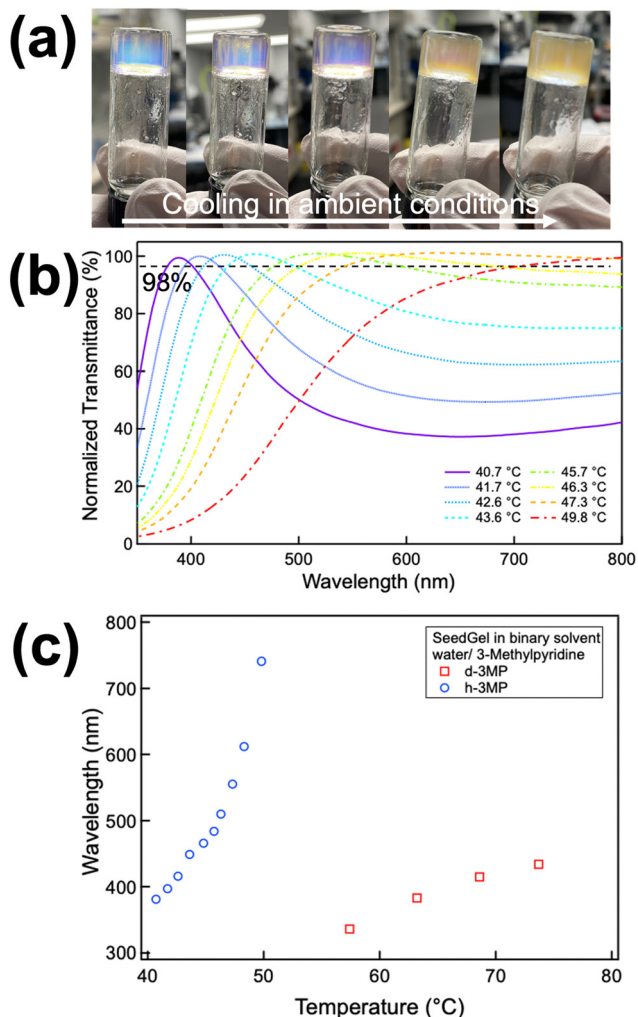 (a)
Cooling in ambient conditions
(b)
Normalized Transmittance (%)
100
80
60
40
20
0
98%
40.7 °C
41.7 °C
42.6 °C
43.6 °C
45.7 °C
46.3 °C
47.3 °C
49.8 °C
400
500
600
700
800
Wavelength (nm)
(c)
Wavelength (nm)
800
700
600
500
400
300
SeedGel in binary solvent
water/ 3-Methylpyridine
d-3MP
h-3MP
40
50
60
70
80
Temperature (°C)